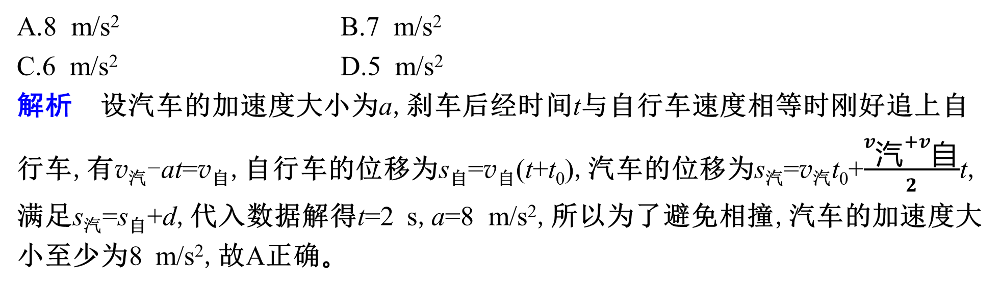 A.8 m/s² B.7 m/s²
C.6 m/s² D.5 m/s²
解析 设汽车的加速度大小为a, 刹车后经时间t与自行车速度相等时刚好追上自
行车, 有v汽−at=v自, 自行车的位移为s自=v自(t+t₀), 汽车的位移为s汽=v汽t₀+(v汽+v自)/2 t,
满足s汽=s自+d, 代入数据解得t=2 s, a=8 m/s², 所以为了避免相撞, 汽车的加速度大
小至少为8 m/s², 故A正确。